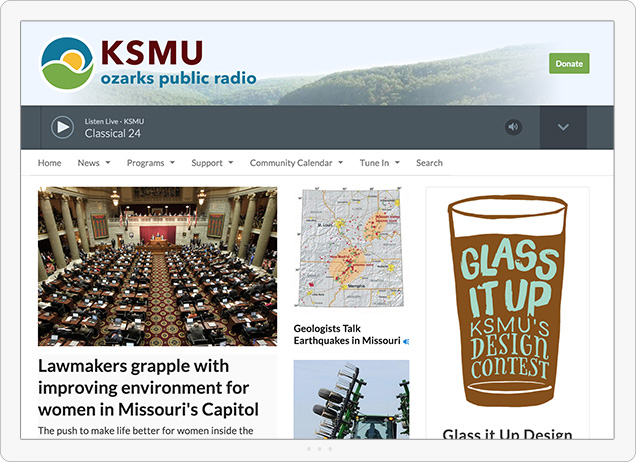 KSMU
ozarks public radio
Donate
Listen Live · KSMU
Classical 24
Home News Programs Support Community Calendar Tune In Search
GLASS
IT UP
KSMU'S
DESIGN
CONTEST
Geologists Talk
Earthquakes in Missouri
Lawmakers grapple with
improving environment for
women in Missouri's Capitol
The push to make life better for women inside the
Glass it Up Design